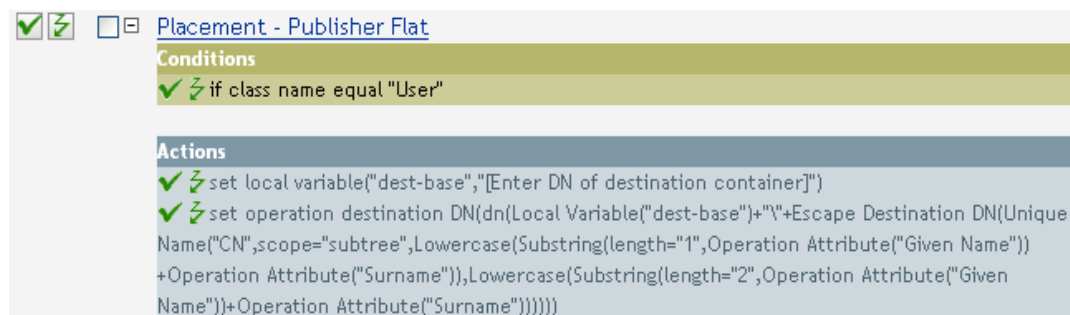 Placement - Publisher Flat
Conditions
if class name equal "User"
Actions
set local variable("dest-base","[Enter DN of destination container]")
set operation destination DN(dn(Local Variable("dest-base")+"\"+Escape Destination DN(Unique
Name("CN",scope="subtree",Lowercase(Substring(length="1",Operation Attribute("Given Name"))
+Operation Attribute("Surname")),Lowercase(Substring(length="2",Operation Attribute("Given
Name"))+Operation Attribute("Surname"))))))